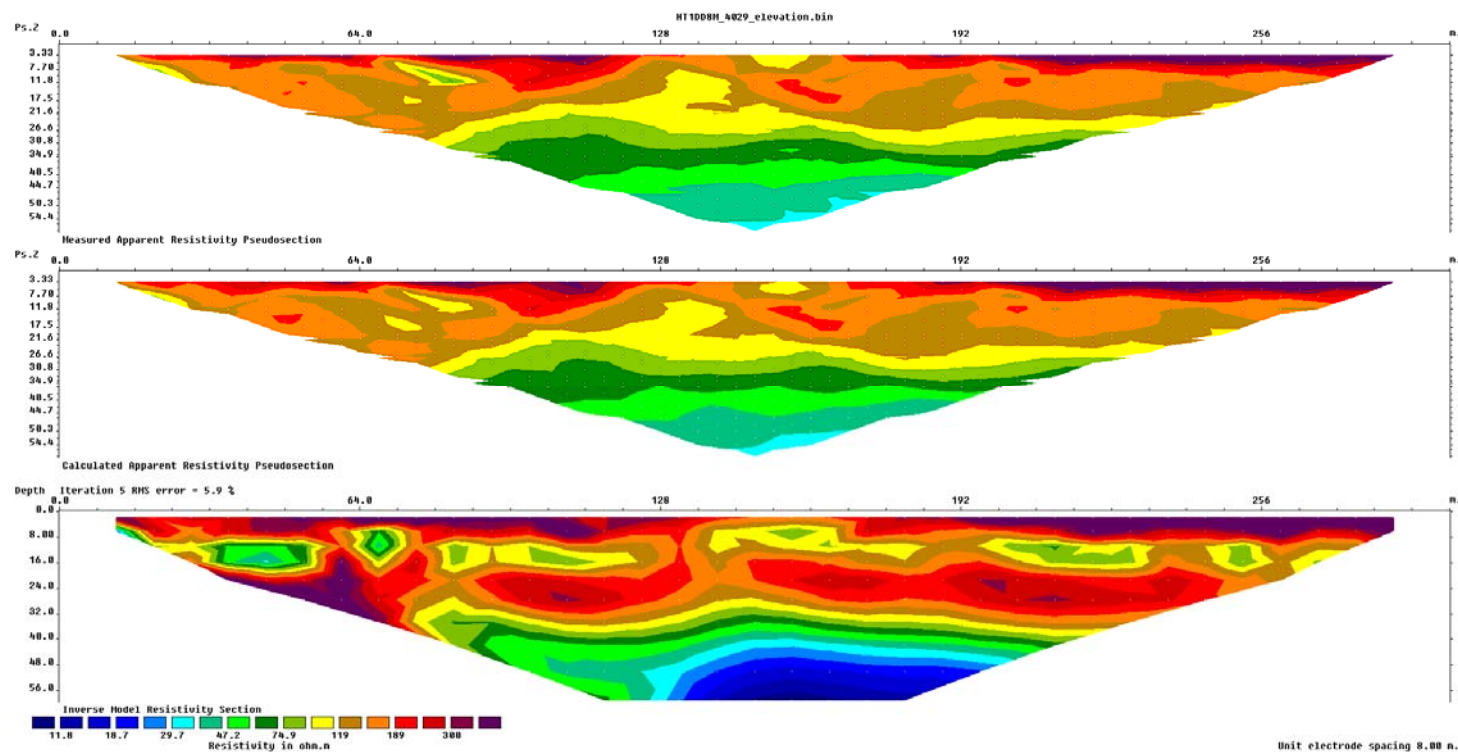 HT1DD8M_4029_elevation.bin
Ps.Z 0.0 64.0 128 192 256 m.
3.33
7.70
11.8
17.5
21.6
26.6
30.8
34.9
40.5
44.7
50.3
54.4
Measured Apparent Resistivity Pseudosection
Ps.Z 0.0 64.0 128 192 256 m.
3.33
7.70
11.8
17.5
21.6
26.6
30.8
34.9
40.5
44.7
50.3
54.4
Calculated Apparent Resistivity Pseudosection
Depth Iteration 5 RMS error = 5.9 %
0.0 64.0 128 192 256 m.
0.0
8.00
16.0
24.0
32.0
40.0
48.0
56.0
Inverse Model Resistivity Section
11.8 18.7 29.7 47.2 74.9 119 189 300
Resistivity in ohm.m
Unit electrode spacing 8.00 m.